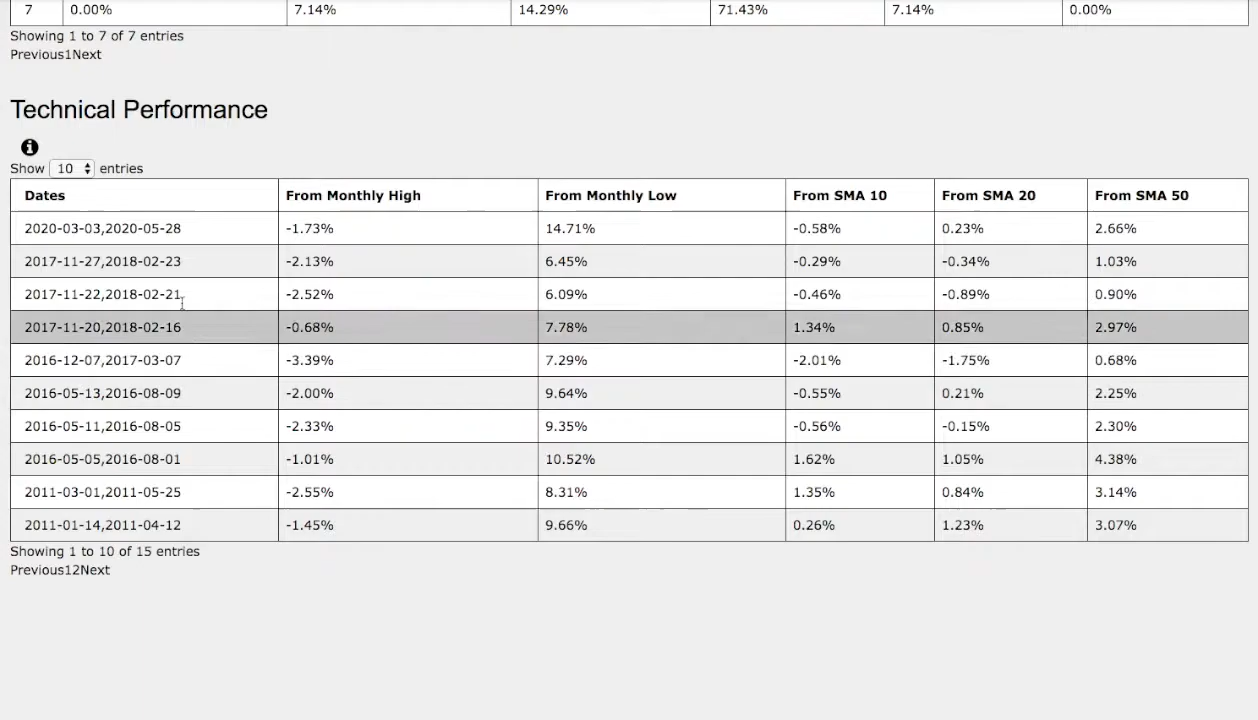 7 0.00% 7.14% 14.29% 71.43% 7.14% 0.00%
Showing 1 to 7 of 7 entries
Previous1Next
Technical Performance
Show 10 entries
Dates From Monthly High From Monthly Low From SMA 10 From SMA 20 From SMA 50
2020-03-03,2020-05-28 -1.73% 14.71% -0.58% 0.23% 2.66%
2017-11-27,2018-02-23 -2.13% 6.45% -0.29% -0.34% 1.03%
2017-11-22,2018-02-21 -2.52% 6.09% -0.46% -0.89% 0.90%
2017-11-20,2018-02-16 -0.68% 7.78% 1.34% 0.85% 2.97%
2016-12-07,2017-03-07 -3.39% 7.29% -2.01% -1.75% 0.68%
2016-05-13,2016-08-09 -2.00% 9.64% -0.55% 0.21% 2.25%
2016-05-11,2016-08-05 -2.33% 9.35% -0.56% -0.15% 2.30%
2016-05-05,2016-08-01 -1.01% 10.52% 1.62% 1.05% 4.38%
2011-03-01,2011-05-25 -2.55% 8.31% 1.35% 0.84% 3.14%
2011-01-14,2011-04-12 -1.45% 9.66% 0.26% 1.23% 3.07%
Showing 1 to 10 of 15 entries
Previous12Next